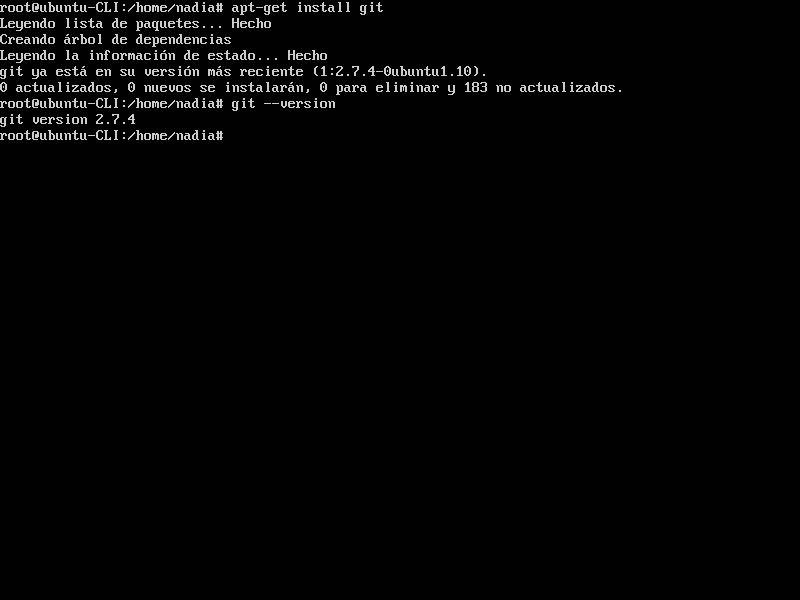 root@ubuntu-CLI:/home/nadia# apt-get install git
Leyendo lista de paquetes... Hecho
Creando árbol de dependencias
Leyendo la información de estado... Hecho
git ya está en su versión más reciente (1:2.7.4-0ubuntu1.10).
0 actualizados, 0 nuevos se instalarán, 0 para eliminar y 183 no actualizados.
root@ubuntu-CLI:/home/nadia# git --version
git version 2.7.4
root@ubuntu-CLI:/home/nadia#